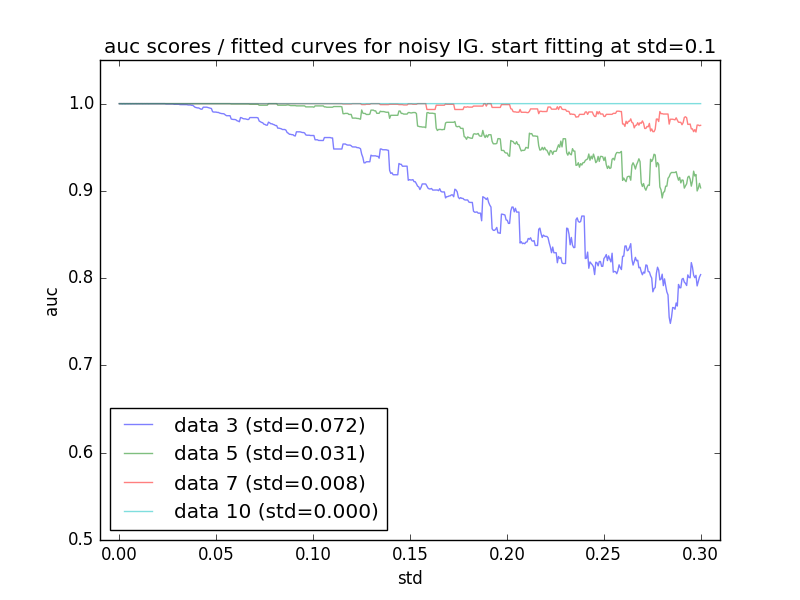 auc scores / fitted curves for noisy IG. start fitting at std=0.1
1.0
0.9
0.8
0.7
0.6
0.5
auc
data 3 (std=0.072)
data 5 (std=0.031)
data 7 (std=0.008)
data 10 (std=0.000)
0.00 0.05 0.10 0.15 0.20 0.25 0.30
std